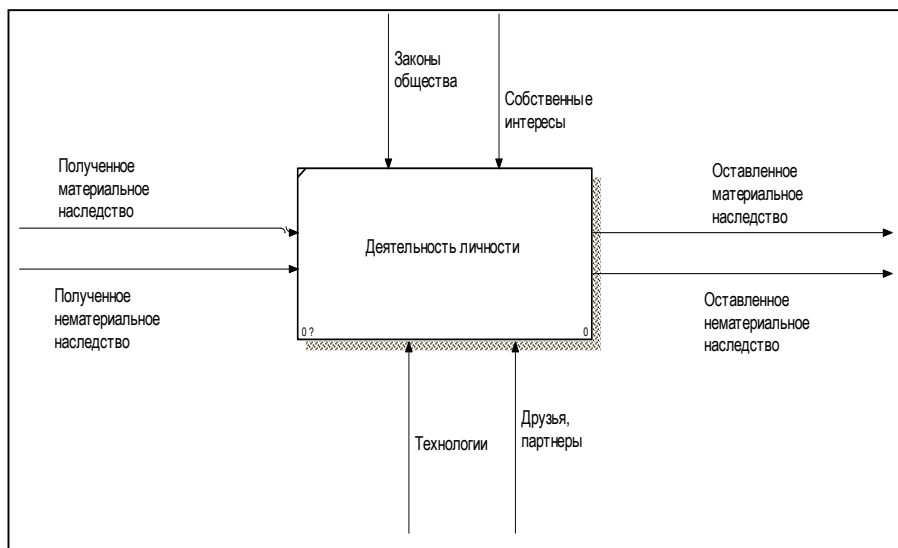 Законы
общества
Собственные
интересы
Полученное
материальное
наследство
Оставленное
материальное
наследство
Деятельность личности
Полученное
нематериальное
наследство
Оставленное
нематериальное
наследство
0 ?
0
Технологии
Друзья,
партнеры